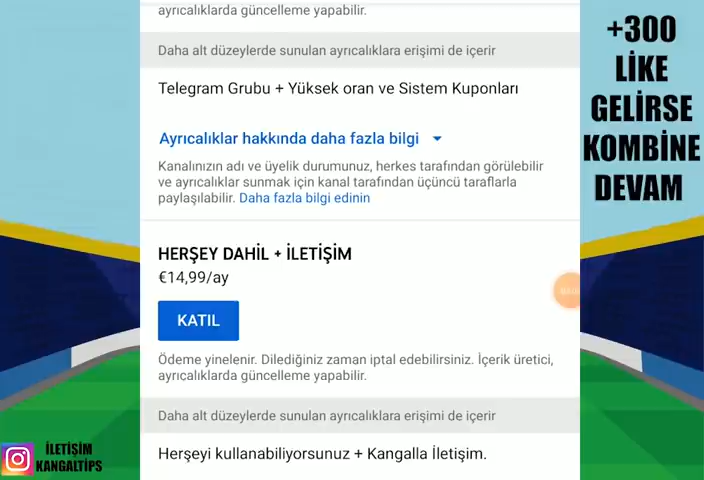 ayrıcalıklarda güncelleme yapabilir.
Daha alt düzeylerde sunulan ayrıcalıklara erişimi de içerir
Telegram Grubu + Yüksek oran ve Sistem Kuponları
Ayrıcalıklar hakkında daha fazla bilgi
Kanalınızın adı ve üyelik durumunuz, herkes tarafından görülebilir
ve ayrıcalıklar sunmak için kanal tarafından üçüncü taraflarla
paylaşılabilir. Daha fazla bilgi edinin
HERŞEY DAHİL + İLETİŞİM
€14,99/ay
KATIL
Ödeme yinelenir. Dilediğiniz zaman iptal edebilirsiniz. İçerik üretici,
ayrıcalıklarda güncelleme yapabilir.
Daha alt düzeylerde sunulan ayrıcalıklara erişimi de içerir
Herşeyi kullanabiliyorsunuz + Kangalla İletişim.
+300
LİKE
GELİRSE
KOMBİNE
DEVAM
İLETİŞİM
KANGALTİPS